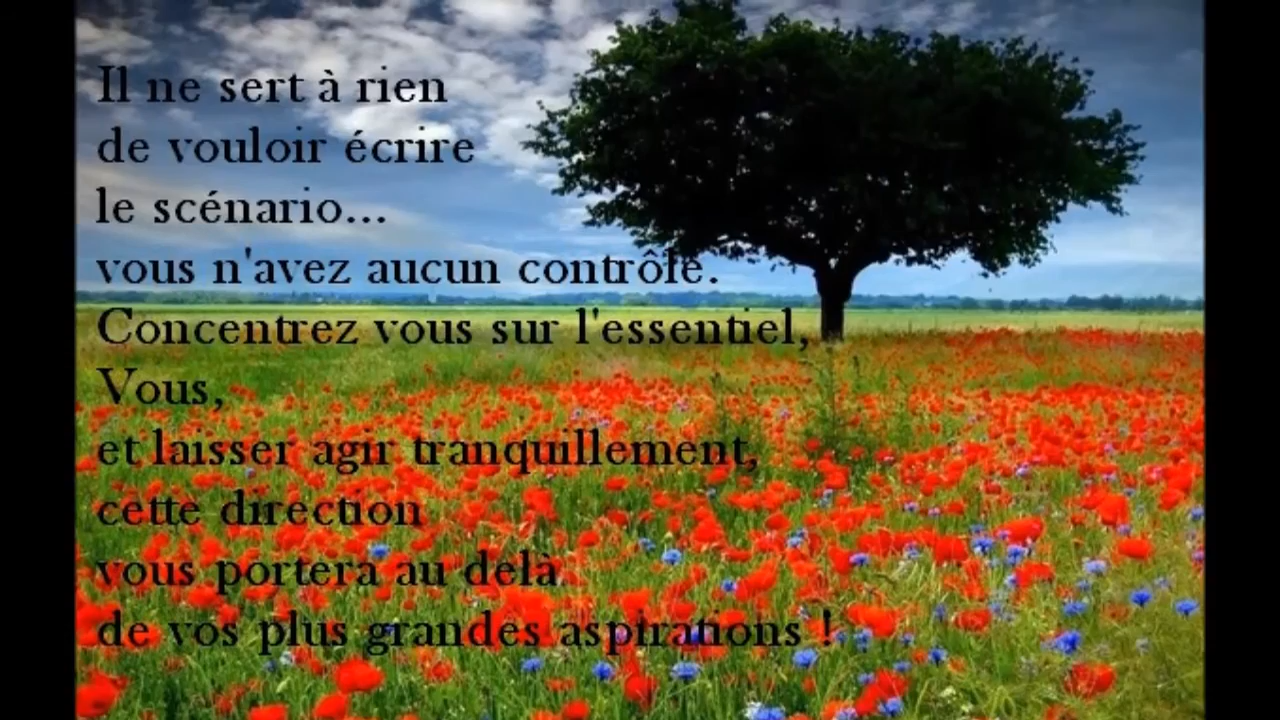 Il ne sert à rien
de vouloir écrire
le scénario...
vous n'avez aucun contrôle.
Concentrez vous sur l'essentiel,
Vous,
et laisser agir tranquillement,
cette direction
vous portera au delà
de vos plus grandes aspirations !